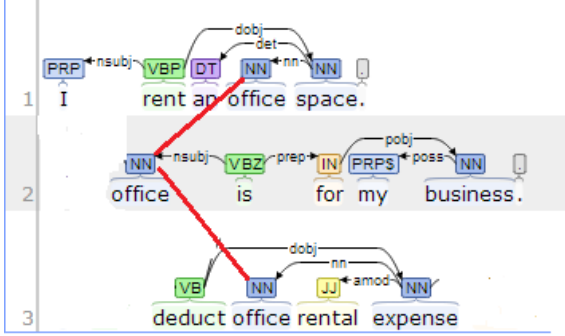 dobj
det
nsubj nn
PRP VBP DT NN NN .
1 I rent an office space.
pobj
nsubj prep poss
NN VBZ IN PRP$ NN .
2 office is for my business.
dobj
nn
amod
VB NN JJ NN
3 deduct office rental expense